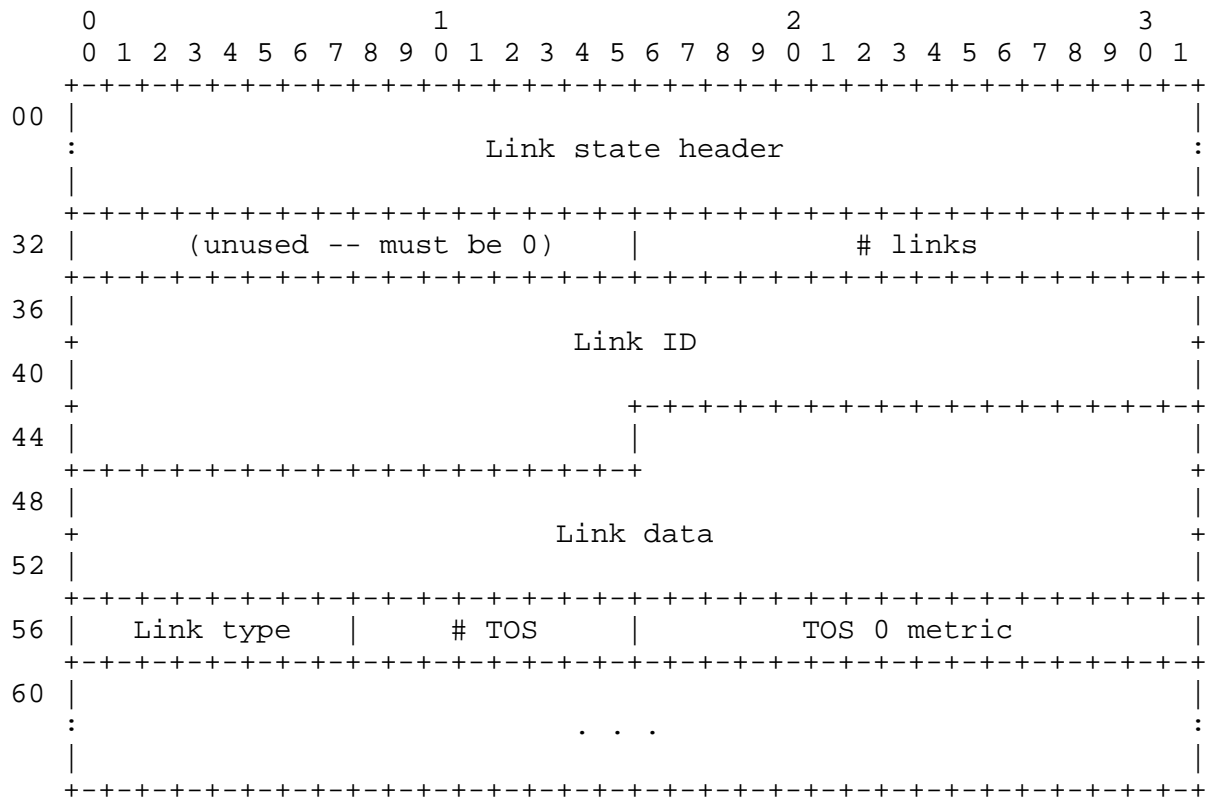 0                   1                   2                   3
0 1 2 3 4 5 6 7 8 9 0 1 2 3 4 5 6 7 8 9 0 1 2 3 4 5 6 7 8 9 0 1
+-+-+-+-+-+-+-+-+-+-+-+-+-+-+-+-+-+-+-+-+-+-+-+-+-+-+-+-+-+-+-+-+
00 |                                                               |
:                       Link state header                       :
|                                                               |
+-+-+-+-+-+-+-+-+-+-+-+-+-+-+-+-+-+-+-+-+-+-+-+-+-+-+-+-+-+-+-+-+
32 |      (unused -- must be 0)    |            # links            |
+-+-+-+-+-+-+-+-+-+-+-+-+-+-+-+-+-+-+-+-+-+-+-+-+-+-+-+-+-+-+-+-+
36 |                                                               |
+                            Link ID                            +
40 |                                                               |
+                               +-+-+-+-+-+-+-+-+-+-+-+-+-+-+-+-+
44 |                               |                               |
+-+-+-+-+-+-+-+-+-+-+-+-+-+-+-+-+                               +
48 |                                                               |
+                           Link data                           +
52 |                                                               |
+-+-+-+-+-+-+-+-+-+-+-+-+-+-+-+-+-+-+-+-+-+-+-+-+-+-+-+-+-+-+-+-+
56 |   Link type   |     # TOS     |         TOS 0 metric          |
+-+-+-+-+-+-+-+-+-+-+-+-+-+-+-+-+-+-+-+-+-+-+-+-+-+-+-+-+-+-+-+-+
60 |                                                               |
:                            . . .                              :
|                                                               |
+-+-+-+-+-+-+-+-+-+-+-+-+-+-+-+-+-+-+-+-+-+-+-+-+-+-+-+-+-+-+-+-+